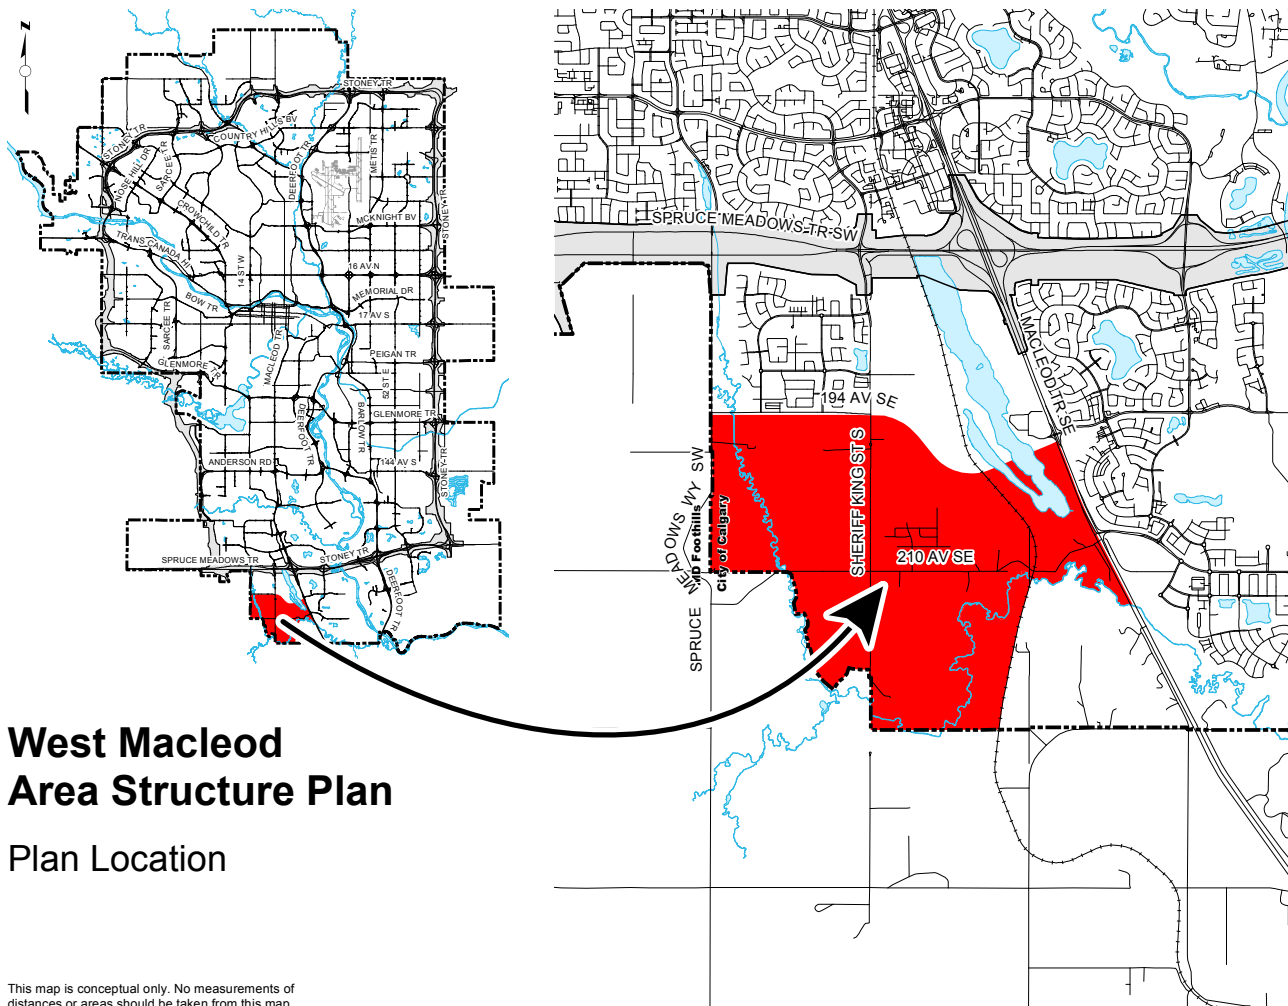 N
STONEY TR
COUNTRY HILLS BV
STONEY TR
NOSE HILL DR
SARCEE TR
DEERFOOT TR
METIS TR
CROWCHILD TR
MCKNIGHT BV
STONEY TR
TRANS CANADA HI
14 ST W
16 AV N
BOW TR
MEMORIAL DR
17 AV S
SARCEE TR
MACLEOD TR
PEIGAN TR
GLENMORE TR
52 ST E
DEERFOOT TR
BARLOW TR
GLENMORE TR
ANDERSON RD
144 AV S
STONEY TR
SPRUCE MEADOWS TR
STONEY TR
DEERFOOT TR
SPRUCE MEADOWS TR SW
MACLEOD TR SE
194 AV SE
SHERIFF KING ST S
SPRUCE MEADOWS WY SW
MD Foothills
City of Calgary
210 AV SE
West Macleod
Area Structure Plan
Plan Location
This map is conceptual only. No measurements of
distances or areas should be taken from this map.